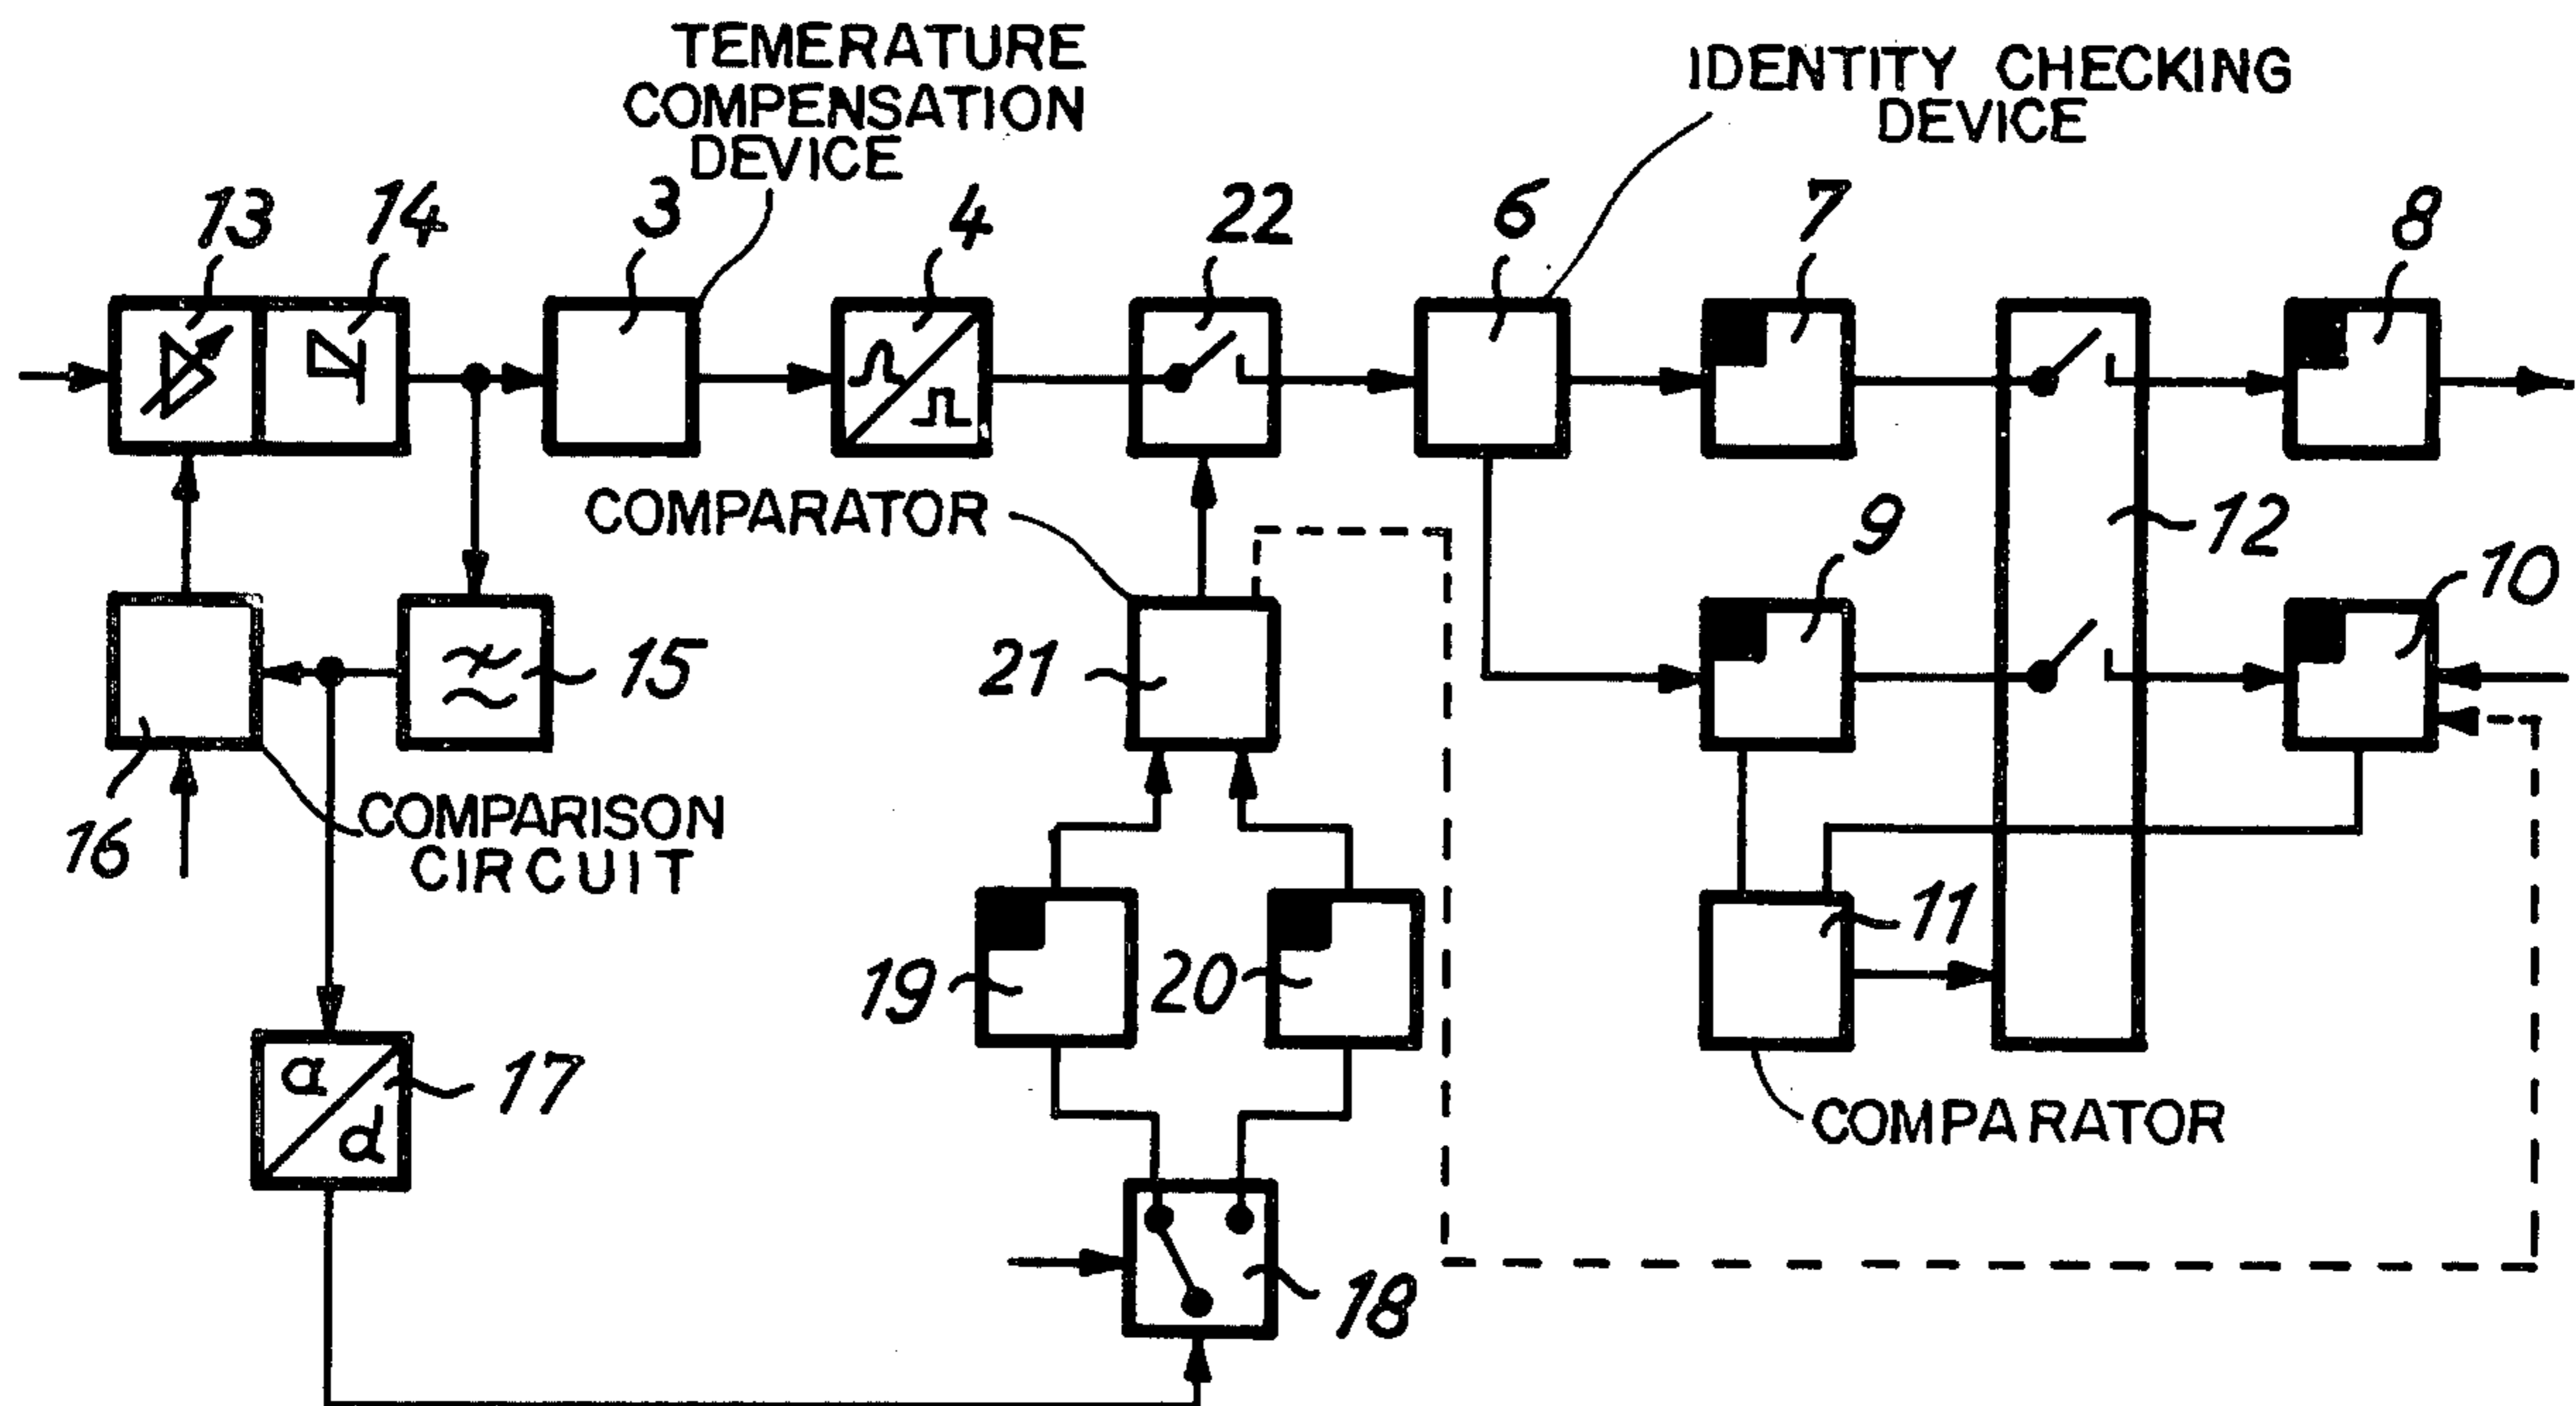 TEMERATURE
COMPENSATION
DEVICE
IDENTITY CHECKING
DEVICE
13
14
3
4
22
6
7
8
COMPARATOR
9
12
10
21
15
16
COMPARISON
CIRCUIT
19
20
11
17
a
d
COMPARATOR
18